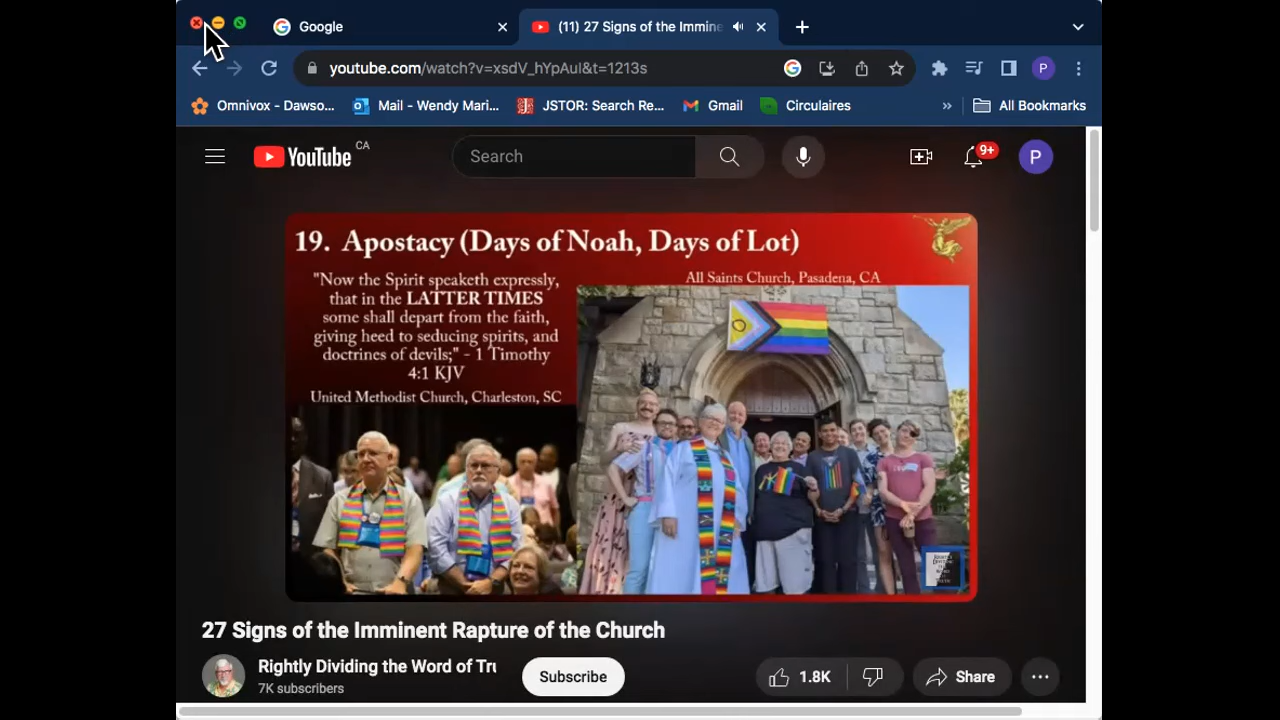 Google
(11) 27 Signs of the Immine
youtube.com/watch?v=xsdV_hYpAuI&t=1213s
P
Omnivox - Dawso...
Mail - Wendy Mari...
JSTOR: Search Re...
Gmail
Circulaires
»
All Bookmarks
YouTube CA
Search
9+
P
19. Apostacy (Days of Noah, Days of Lot)
"Now the Spirit speaketh expressly,
that in the LATTER TIMES
some shall depart from the faith,
giving heed to seducing spirits, and
doctrines of devils;" - 1 Timothy
4:1 KJV
United Methodist Church, Charleston, SC
All Saints Church, Pasadena, CA
27 Signs of the Imminent Rapture of the Church
Rightly Dividing the Word of Tru
7K subscribers
Subscribe
1.8K
Share